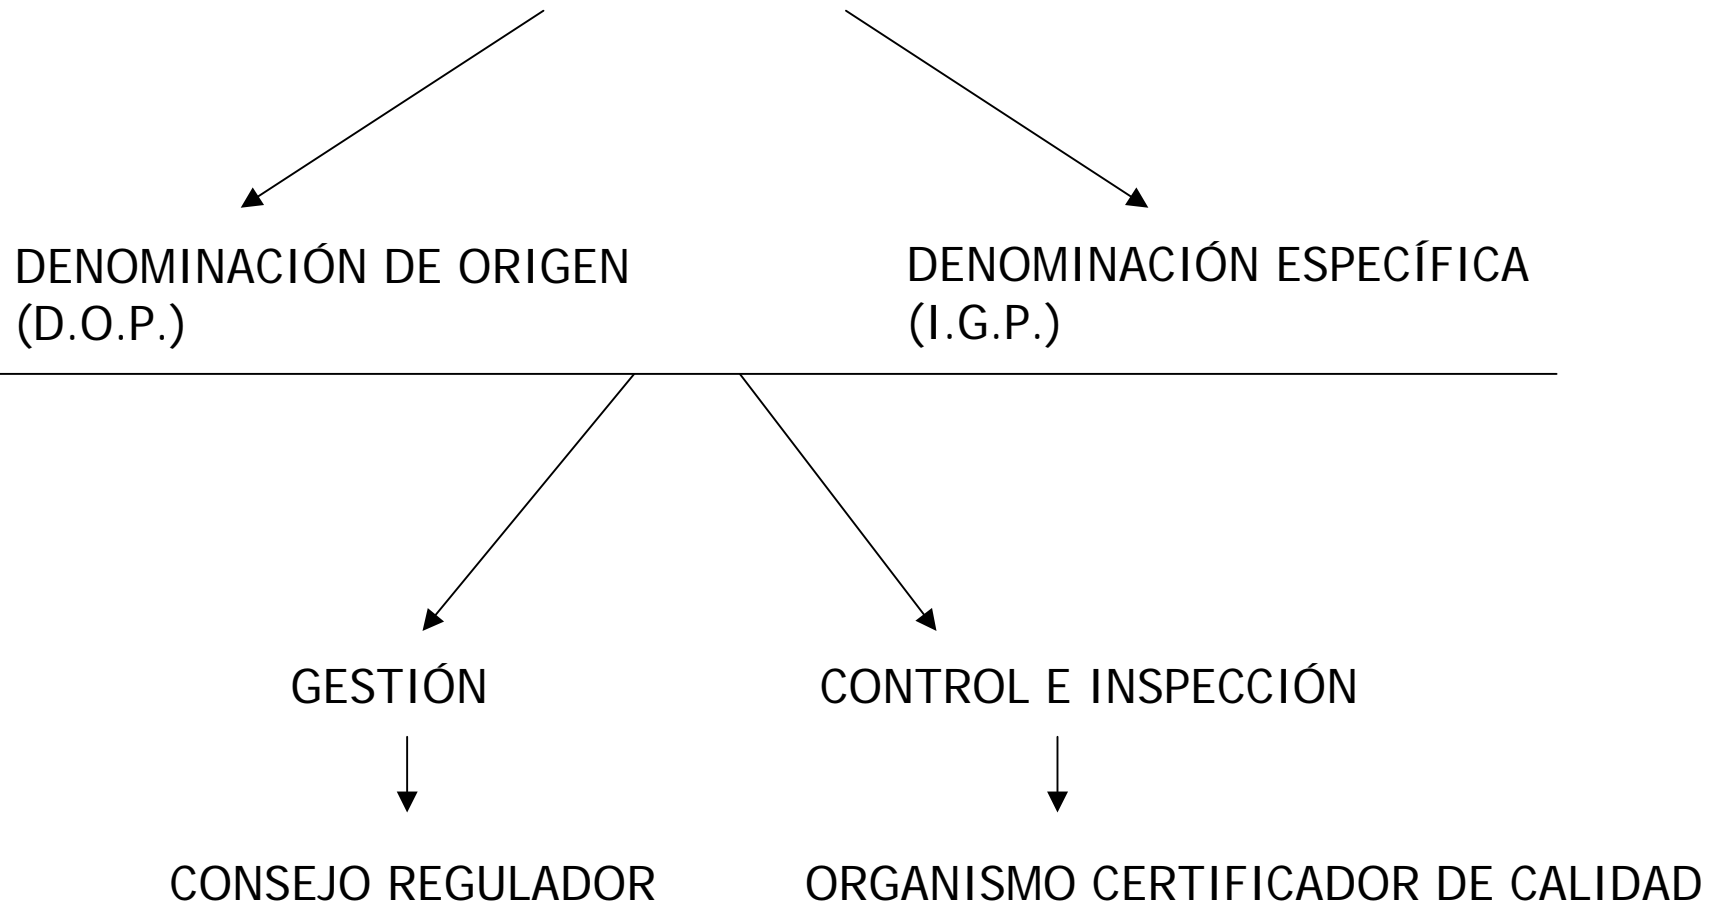 DENOMINACIÓN DE ORIGEN
(D.O.P.)
DENOMINACIÓN ESPECÍFICA
(I.G.P.)
GESTIÓN
CONTROL E INSPECCIÓN
CONSEJO REGULADOR
ORGANISMO CERTIFICADOR DE CALIDAD